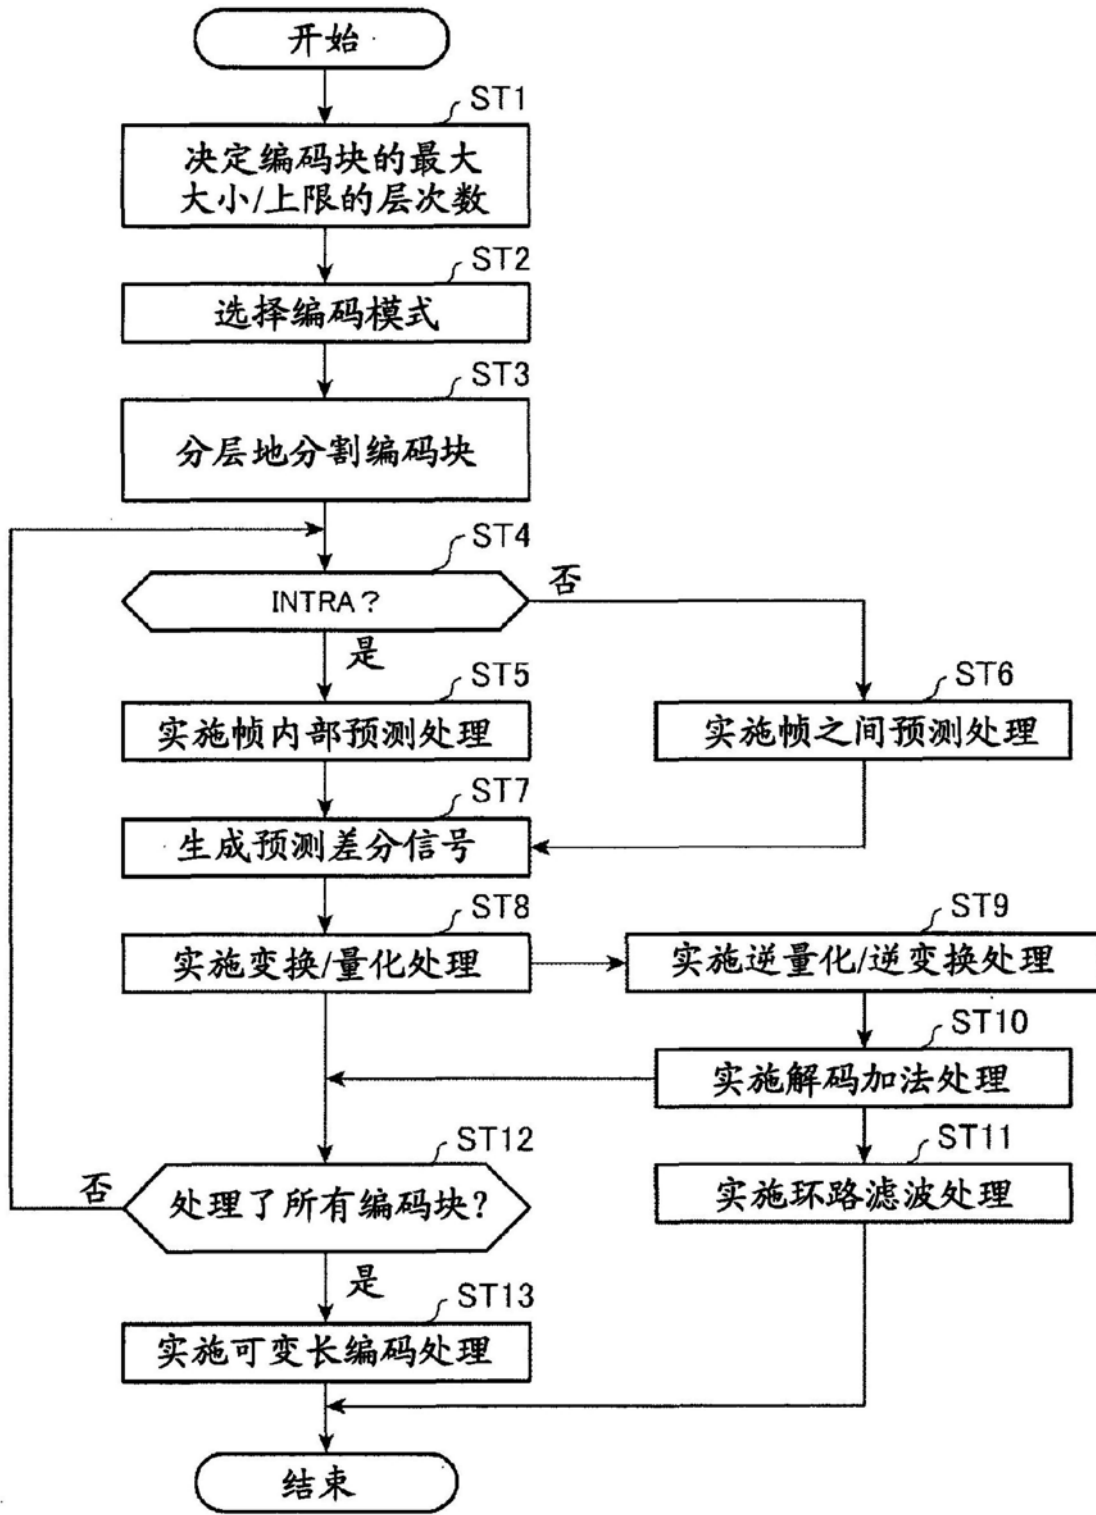 开始
ST1
决定编码块的最大
大小/上限的层次数
ST2
选择编码模式
ST3
分层地分割编码块
ST4
INTRA?
否
是
ST5
实施帧内部预测处理
ST6
实施帧之间预测处理
ST7
生成预测差分信号
ST8
实施变换/量化处理
ST9
实施逆量化/逆变换处理
ST10
实施解码加法处理
ST11
实施环路滤波处理
ST12
处理了所有编码块?
否
是
ST13
实施可变长编码处理
结束